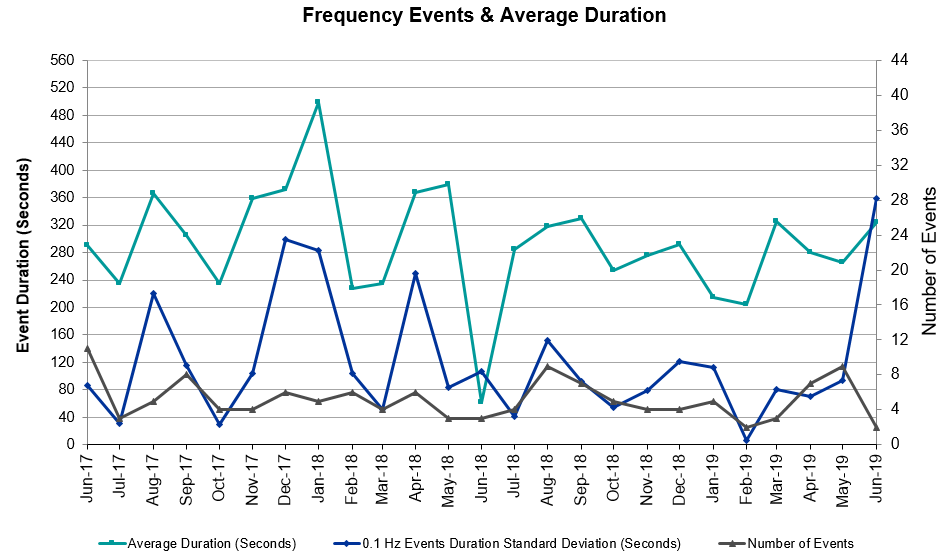 Frequency Events & Average Duration
Event Duration (Seconds)
560
520
480
440
400
360
320
280
240
200
160
120
80
40
0
44
40
36
32
28
24
20
16
12
8
4
0
Number of Events
Jun-17
Jul-17
Aug-17
Sep-17
Oct-17
Nov-17
Dec-17
Jan-18
Feb-18
Mar-18
Apr-18
May-18
Jun-18
Jul-18
Aug-18
Sep-18
Oct-18
Nov-18
Dec-18
Jan-19
Feb-19
Mar-19
Apr-19
May-19
Jun-19
Average Duration (Seconds)
0.1 Hz Events Duration Standard Deviation (Seconds)
Number of Events